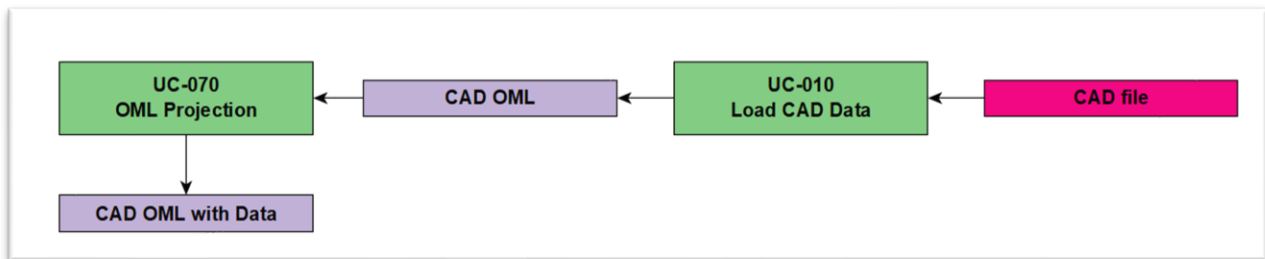 UC-070
OML Projection
CAD OML
UC-010
Load CAD Data
CAD file
CAD OML with Data